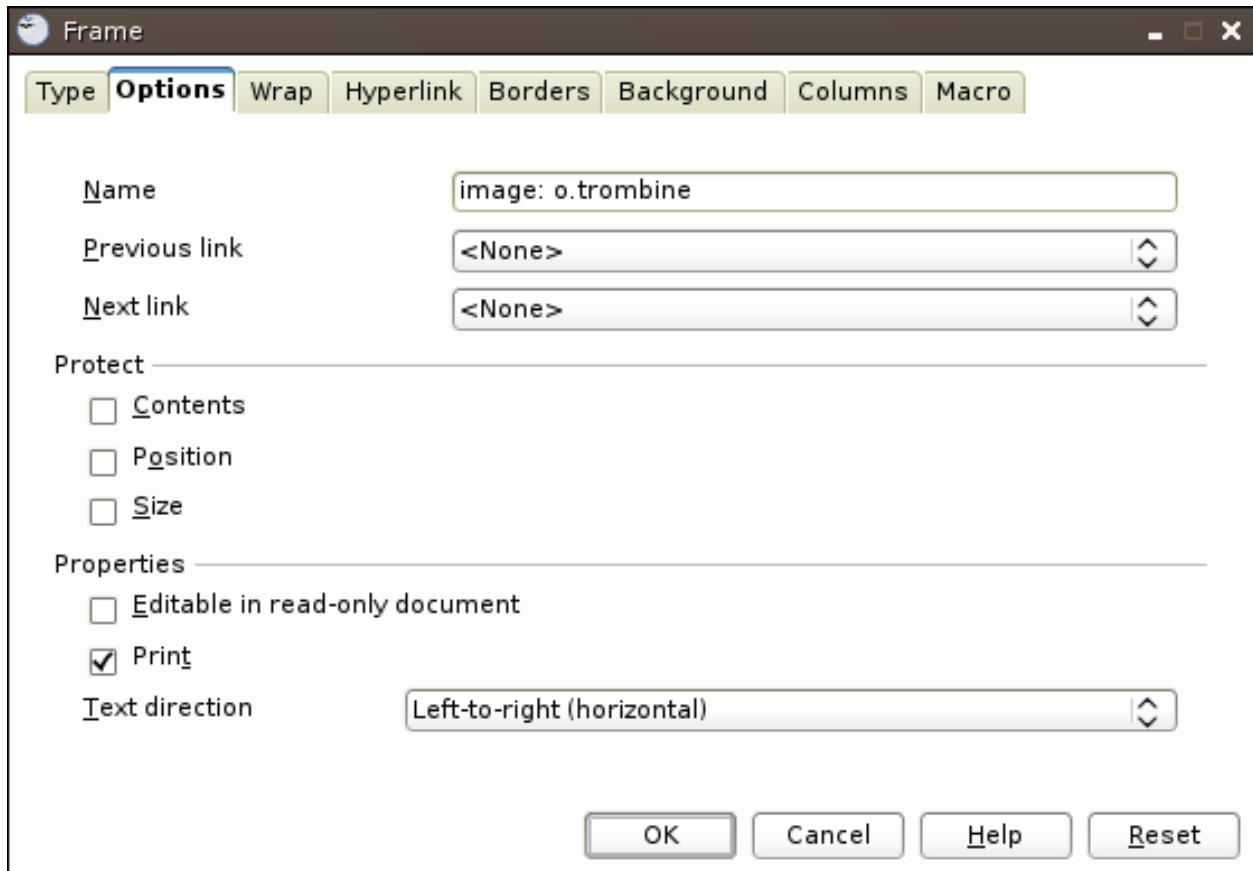 Frame
Type Options Wrap Hyperlink Borders Background Columns Macro
Name image: o.trombine
Previous link <None>
Next link <None>
Protect
Contents
Position
Size
Properties
Editable in read-only document
Print
Text direction Left-to-right (horizontal)
OK Cancel Help Reset